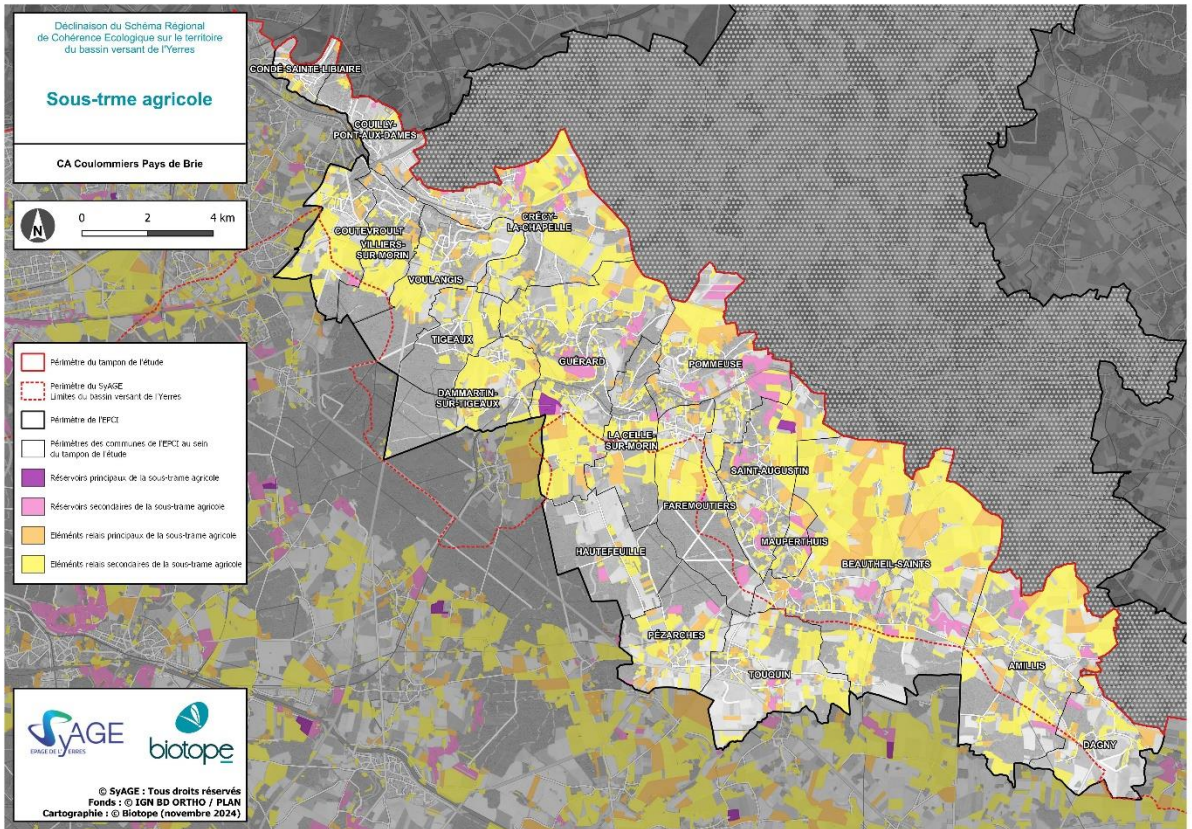 Déclinaison du Schéma Régional
de Cohérence Ecologique sur le territoire
du bassin versant de l'Yerres
Sous-trme agricole
CA Coulommiers Pays de Brie
N
0 2 4 km
Périmètre du tampon de l'étude
Périmètre du SyAGE
Limites du bassin versant de l'Yerres
Périmètre de l'EPCI
Périmètres des communes de l'EPCI au sein
du tampon de l'étude
Réservoirs principaux de la sous-trame agricole
Réservoirs secondaires de la sous-trame agricole
Eléments relais principaux de la sous-trame agricole
Eléments relais secondaires de la sous-trame agricole
SyAGE
EPAGE DE L'YERRES
biotope
© SyAGE : Tous droits réservés
Fonds : © IGN BD ORTHO / PLAN
Cartographie : © Biotope (novembre 2024)
CONDÉ-SAINTE-LIBIAIRE
COUILLY-
PONT-AUX-DAMES
CRÉCY-
LA-CHAPELLE
COUTEVROULT
VILLIERS-
SUR-MORIN
VOULANGIS
TIGEAUX
GUÉRARD
POMMEUSE
DAMMARTIN-
SUR-TIGEAUX
LA CELLE-
SUR-MORIN
SAINT-AUGUSTIN
FAREMOUTIERS
MAUPERTHUIS
HAUTEFEUILLE
BEAUTHEIL-SAINTS
PÉZARCHES
TOUQUIN
AMILLIS
DAGNY